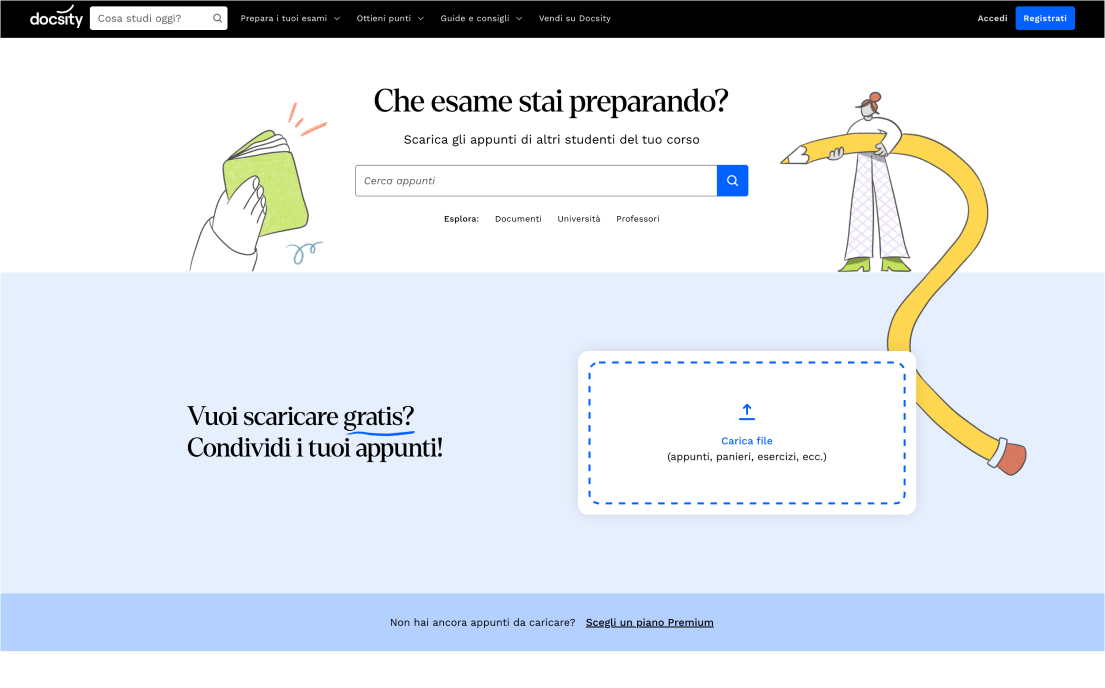 docsity
Cosa studi oggi?
Prepara i tuoi esami
Ottieni punti
Guide e consigli
Vendi su Docsity
Accedi
Registrati
Che esame stai preparando?
Scarica gli appunti di altri studenti del tuo corso
Cerca appunti
Esplora: Documenti Università Professori
Vuoi scaricare gratis?
Condividi i tuoi appunti!
Carica file
(appunti, panieri, esercizi, ecc.)
Non hai ancora appunti da caricare? Scegli un piano Premium